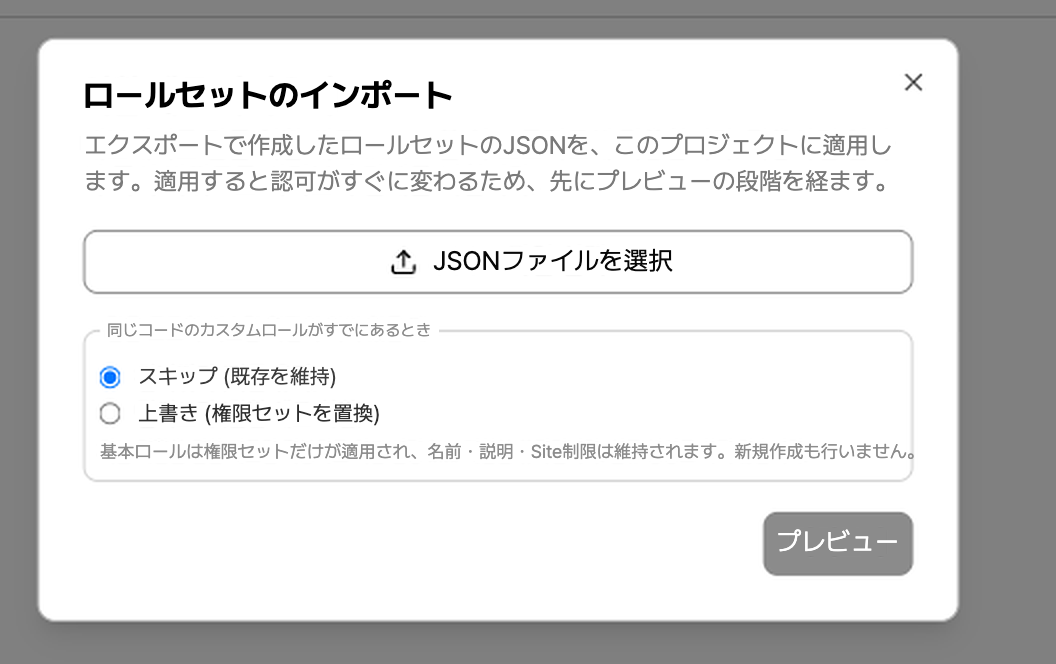 ロールセットのインポート
エクスポートで作成したロールセットのJSONを、このプロジェクトに適用し
ます。適用すると認可がすぐに変わるため、先にプレビューの段階を経ます。
JSONファイルを選択
同じコードのカスタムロールがすでにあるとき
スキップ (既存を維持)
上書き (権限セットを置換)
基本ロールは権限セットだけが適用され、名前・説明・Site制限は維持されます。新規作成も行いません。
プレビュー